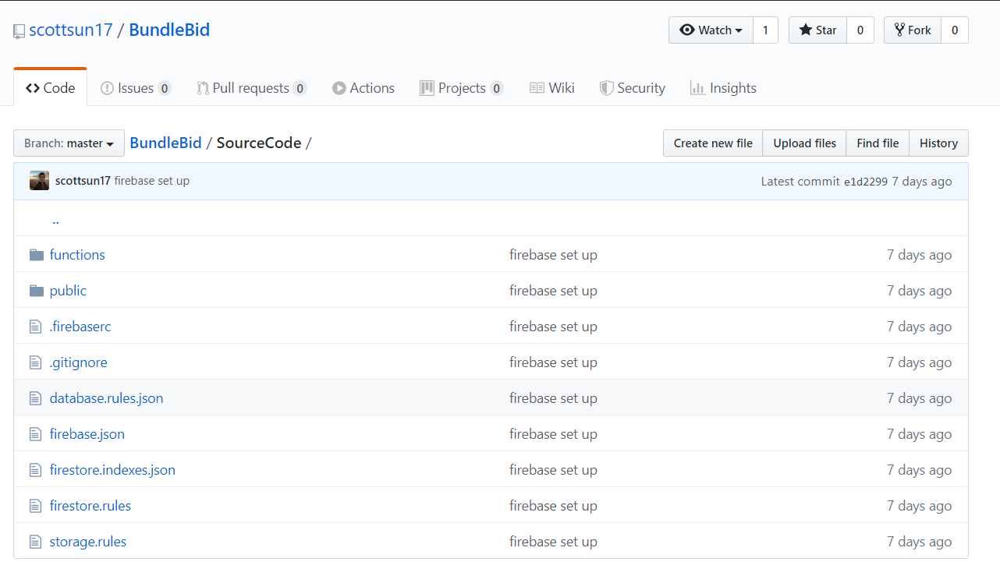 scottsun17 / BundleBid Watch 1 Star 0 Fork 0
Code Issues 0 Pull requests 0 Actions Projects 0 Wiki Security Insights
Branch: master BundleBid / SourceCode / Create new file Upload files Find file History
scottsun17 firebase set up Latest commit e1d2299 7 days ago
..
functions firebase set up 7 days ago
public firebase set up 7 days ago
.firebaserc firebase set up 7 days ago
.gitignore firebase set up 7 days ago
database.rules.json firebase set up 7 days ago
firebase.json firebase set up 7 days ago
firestore.indexes.json firebase set up 7 days ago
firestore.rules firebase set up 7 days ago
storage.rules firebase set up 7 days ago